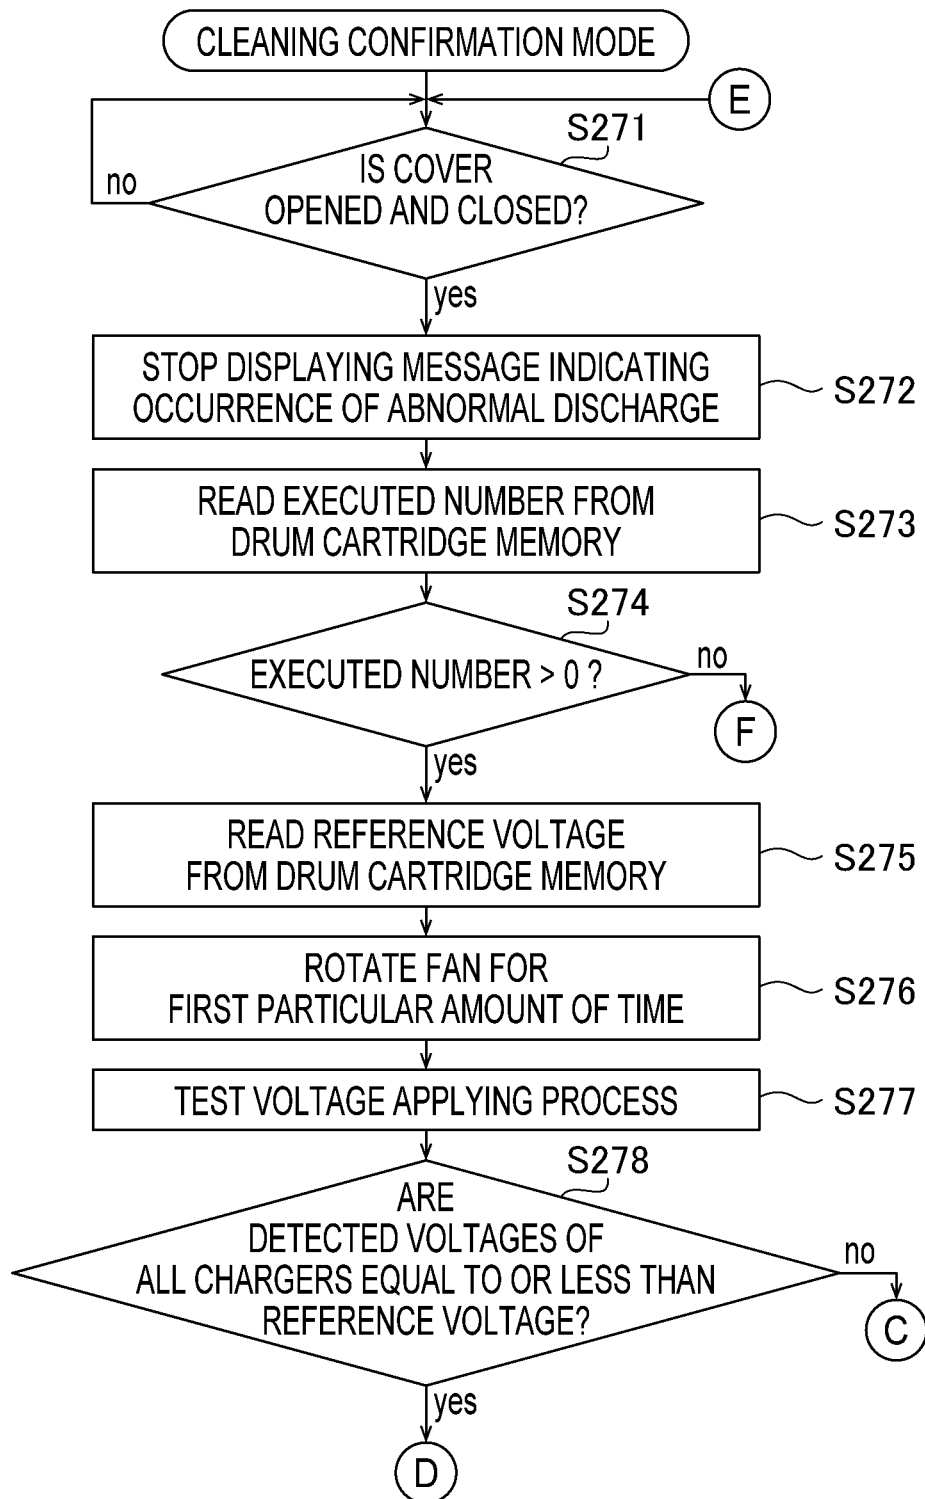 CLEANING CONFIRMATION MODE
E
S271
IS COVER
OPENED AND CLOSED?
no
yes
STOP DISPLAYING MESSAGE INDICATING
OCCURRENCE OF ABNORMAL DISCHARGE
S272
READ EXECUTED NUMBER FROM
DRUM CARTRIDGE MEMORY
S273
S274
EXECUTED NUMBER > 0 ?
no
F
yes
READ REFERENCE VOLTAGE
FROM DRUM CARTRIDGE MEMORY
S275
ROTATE FAN FOR
FIRST PARTICULAR AMOUNT OF TIME
S276
TEST VOLTAGE APPLYING PROCESS
S277
S278
ARE
DETECTED VOLTAGES OF
ALL CHARGERS EQUAL TO OR LESS THAN
REFERENCE VOLTAGE?
no
C
yes
D